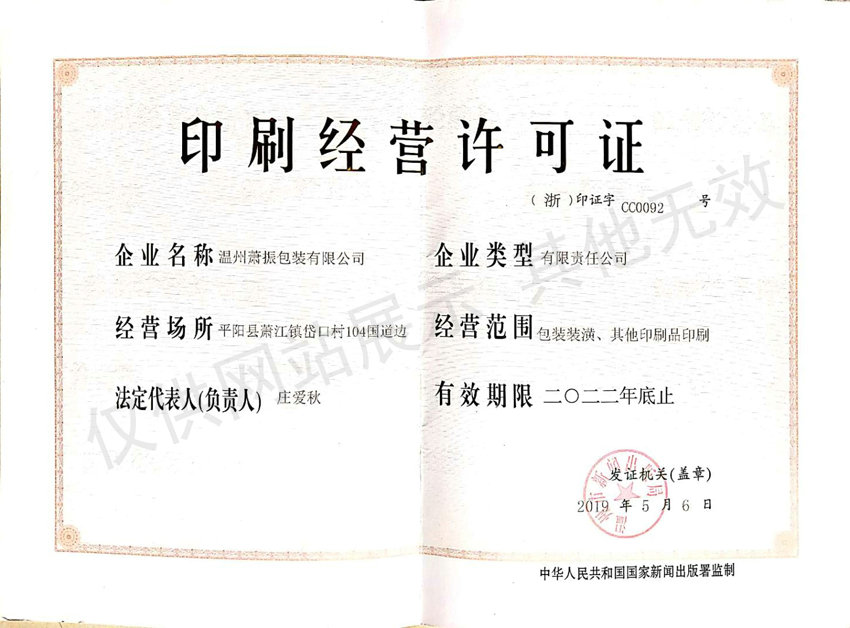 印刷经营许可证
(浙)印证字 CC0092 号
企业名称 温州萧振包装有限公司
企业类型 有限责任公司
经营场所 平阳县萧江镇岱口村104国道边
经营范围 包装装潢、其他印刷品印刷
法定代表人(负责人) 庄爱秋
有效期限 二〇二二年底止
发证机关(盖章)
2019 年 5 月 6 日
中华人民共和国国家新闻出版署监制
仅供网站展示 其他无效